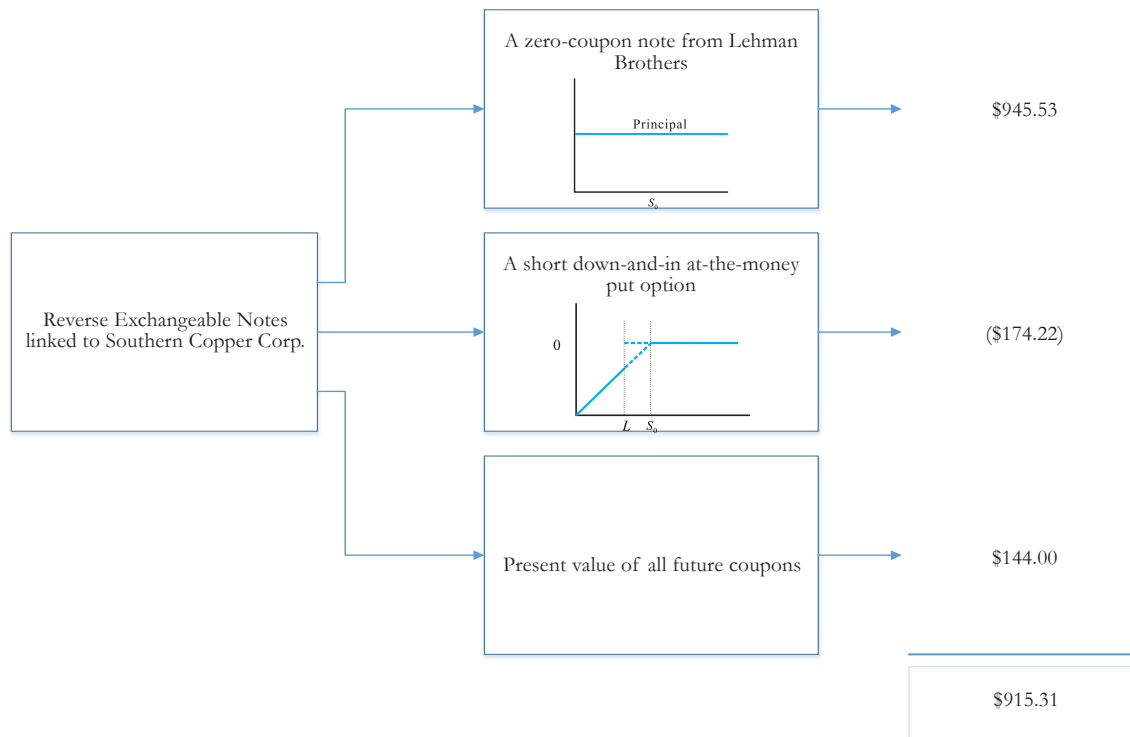 A zero-coupon note from Lehman
Brothers
Principal
S₀
$945.53
Reverse Exchangeable Notes
linked to Southern Copper Corp.
A short down-and-in at-the-money
put option
0
L S₀
($174.22)
Present value of all future coupons
$144.00
$915.31